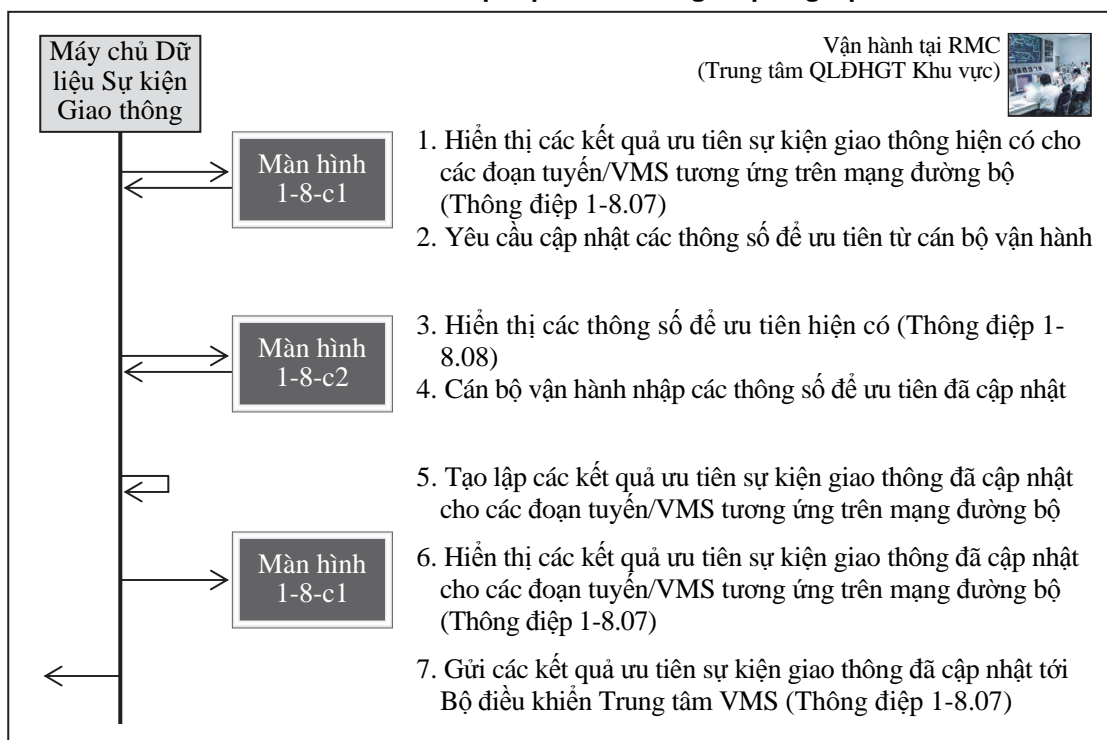 Máy chủ Dữ
liệu Sự kiện
Giao thông
Vận hành tại RMC
(Trung tâm QLĐHGT Khu vực)
Màn hình
1-8-c1
1. Hiển thị các kết quả ưu tiên sự kiện giao thông hiện có cho
các đoạn tuyến/VMS tương ứng trên mạng đường bộ
(Thông điệp 1-8.07)
2. Yêu cầu cập nhật các thông số để ưu tiên từ cán bộ vận hành
Màn hình
1-8-c2
3. Hiển thị các thông số để ưu tiên hiện có (Thông điệp 1-
8.08)
4. Cán bộ vận hành nhập các thông số để ưu tiên đã cập nhật
5. Tạo lập các kết quả ưu tiên sự kiện giao thông đã cập nhật
cho các đoạn tuyến/VMS tương ứng trên mạng đường bộ
Màn hình
1-8-c1
6. Hiển thị các kết quả ưu tiên sự kiện giao thông đã cập nhật
cho các đoạn tuyến/VMS tương ứng trên mạng đường bộ
(Thông điệp 1-8.07)
7. Gửi các kết quả ưu tiên sự kiện giao thông đã cập nhật tới
Bộ điều khiển Trung tâm VMS (Thông điệp 1-8.07)